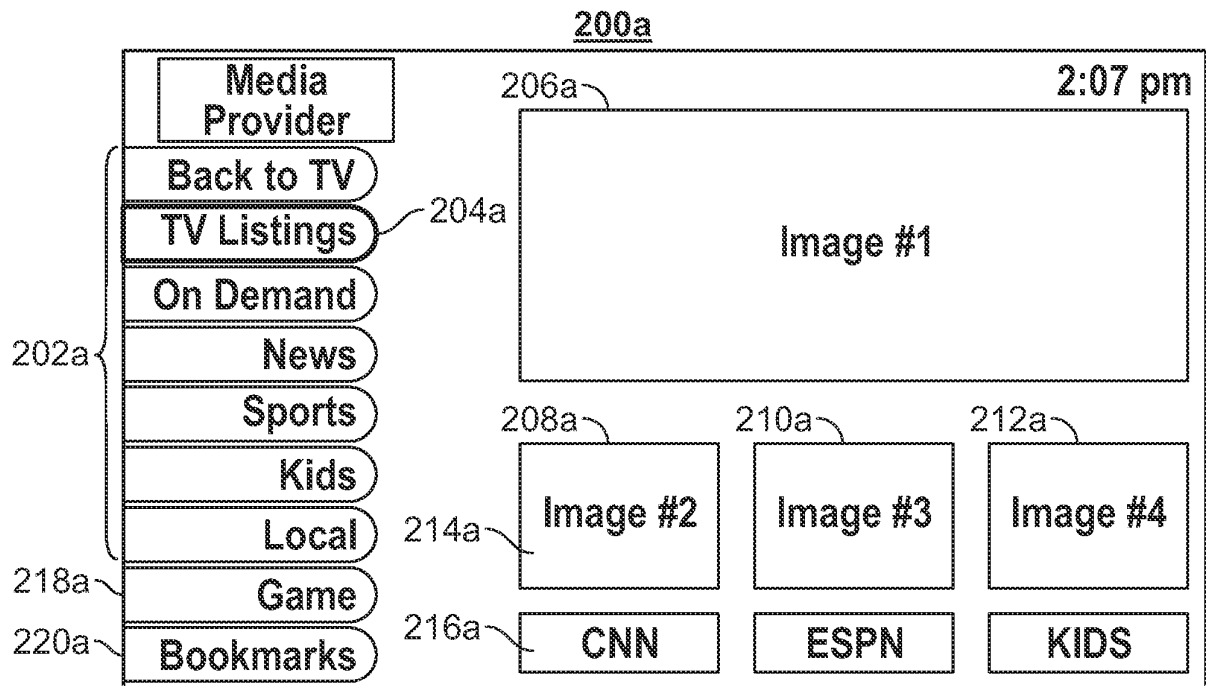 200a
Media
Provider
2:07 pm
206a
Back to TV
TV Listings
204a
Image #1
On Demand
202a
News
Sports
208a
210a
212a
Kids
Image #2
Image #3
Image #4
Local
214a
218a
Game
220a
Bookmarks
216a
CNN
ESPN
KIDS